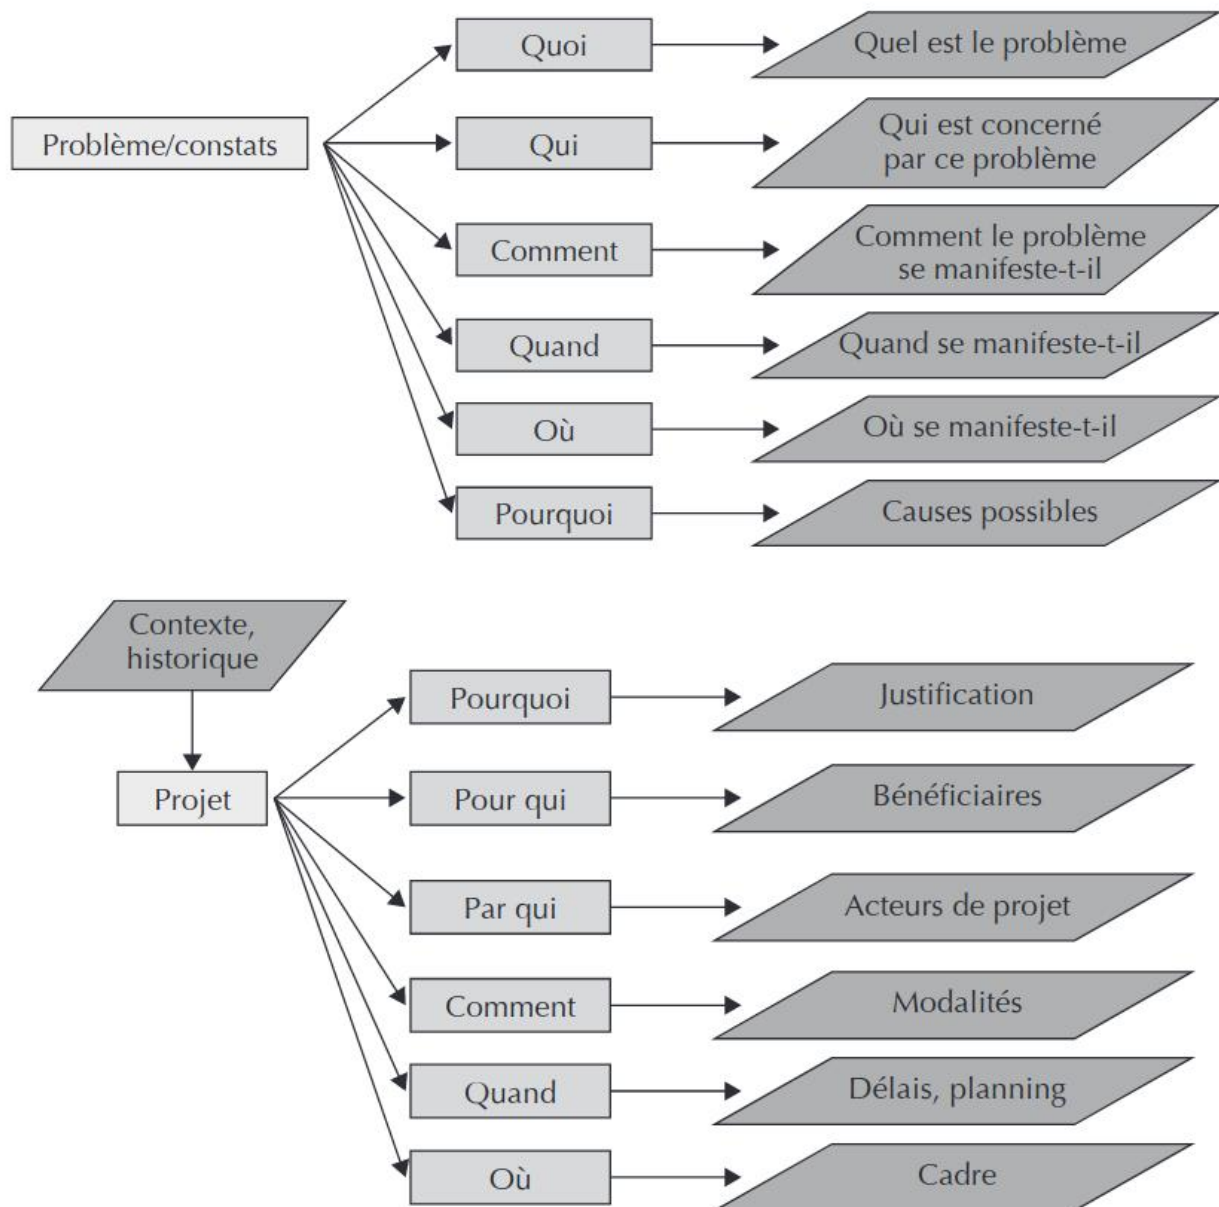 Quoi
Quel est le problème
Problème/constats
Qui
Qui est concerné
par ce problème
Comment
Comment le problème
se manifeste-t-il
Quand
Quand se manifeste-t-il
Où
Où se manifeste-t-il
Pourquoi
Causes possibles
Contexte,
historique
Projet
Pourquoi
Justification
Pour qui
Bénéficiaires
Par qui
Acteurs de projet
Comment
Modalités
Quand
Délais, planning
Où
Cadre